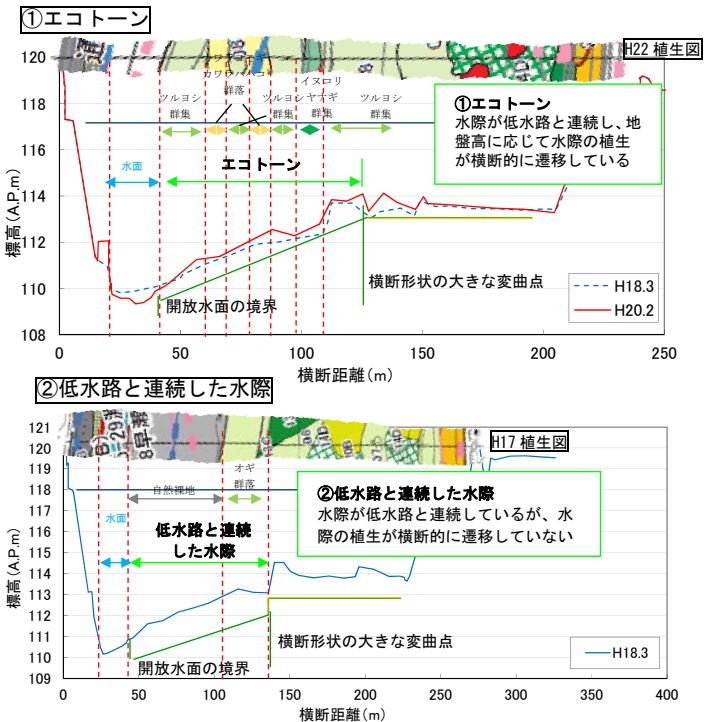 ①エコトーン
H22 植生図
カワラバハコ
群落
ツルヨシ
群集
ツルヨシ
群集
イヌコリ
ヤナギ
群集
ツルヨシ
群集
①エコトーン
水際が低水路と連続し、地
盤高に応じて水際の植生
が横断的に遷移している
水面
エコトーン
横断形状の大きな変曲点
開放水面の境界
H18.3
H20.2
標高(A.P.m)
120
118
116
114
112
110
108
0
50
100
150
200
250
横断距離(m)
②低水路と連続した水際
H17 植生図
自然裸地
オギ
群落
②低水路と連続した水際
水際が低水路と連続しているが、水
際の植生が横断的に遷移していない
水面
低水路と連続
した水際
横断形状の大きな変曲点
開放水面の境界
H18.3
標高(A.P.m)
121
120
119
118
117
116
115
114
113
112
111
110
109
0
50
100
150
200
250
300
350
400
横断距離(m)